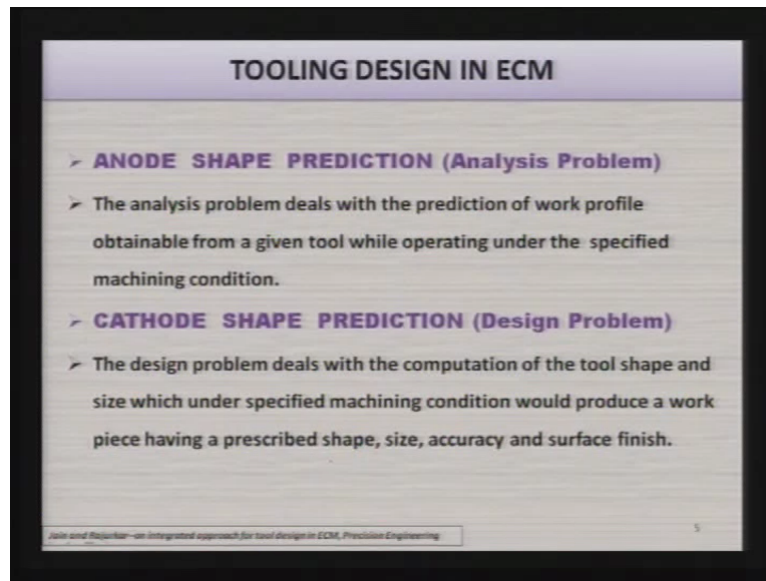 TOOLING DESIGN IN ECM
➢ ANODE SHAPE PREDICTION (Analysis Problem)
➢ The analysis problem deals with the prediction of work profile
obtainable from a given tool while operating under the specified
machining condition.
➢ CATHODE SHAPE PREDICTION (Design Problem)
➢ The design problem deals with the computation of the tool shape and
size which under specified machining condition would produce a work
piece having a prescribed shape, size, accuracy and surface finish.
Jain and Rajurkar-an integrated approach for tool design in ECM, Precision Engineering
5